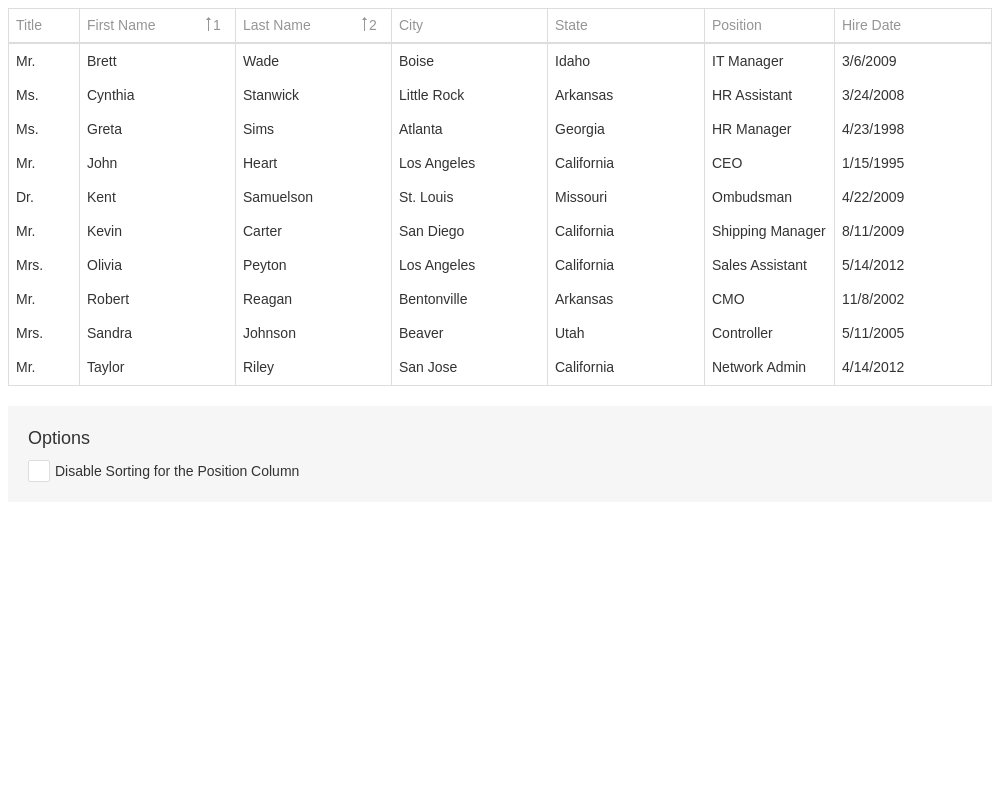 Title First Name 1 Last Name 2 City State Position Hire Date
Mr. Brett Wade Boise Idaho IT Manager 3/6/2009
Ms. Cynthia Stanwick Little Rock Arkansas HR Assistant 3/24/2008
Ms. Greta Sims Atlanta Georgia HR Manager 4/23/1998
Mr. John Heart Los Angeles California CEO 1/15/1995
Dr. Kent Samuelson St. Louis Missouri Ombudsman 4/22/2009
Mr. Kevin Carter San Diego California Shipping Manager 8/11/2009
Mrs. Olivia Peyton Los Angeles California Sales Assistant 5/14/2012
Mr. Robert Reagan Bentonville Arkansas CMO 11/8/2002
Mrs. Sandra Johnson Beaver Utah Controller 5/11/2005
Mr. Taylor Riley San Jose California Network Admin 4/14/2012
Options
Disable Sorting for the Position Column